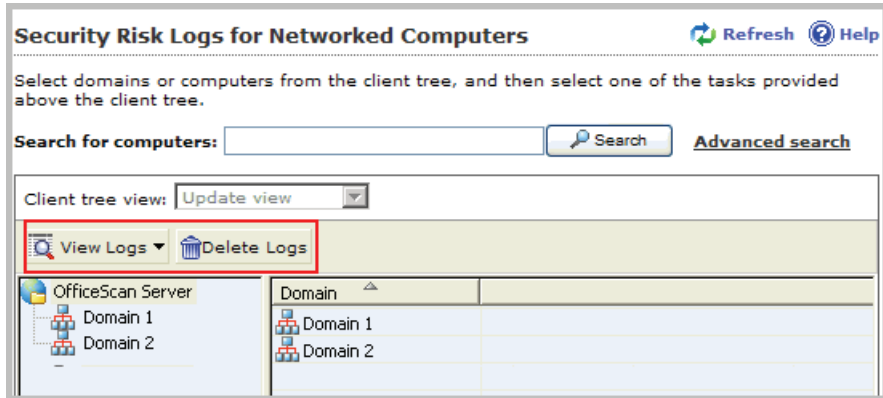 Security Risk Logs for Networked Computers Refresh Help
Select domains or computers from the client tree, and then select one of the tasks provided
above the client tree.
Search for computers: Search Advanced search
Client tree view: Update view
View Logs Delete Logs
OfficeScan Server
Domain 1
Domain 2
Domain
Domain 1
Domain 2